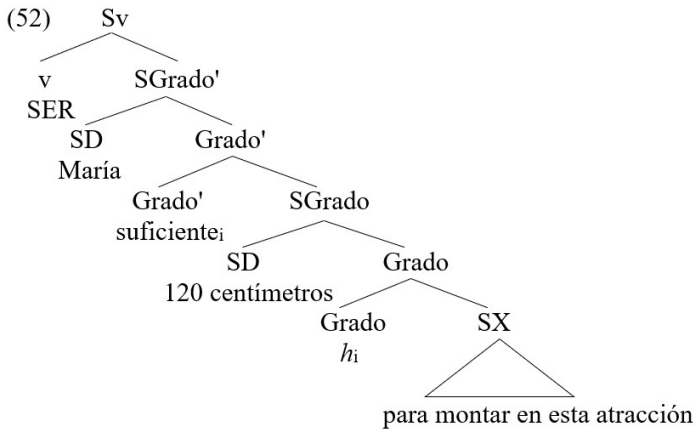 (52) Sv
v SGrado'
SER
SD Grado'
María
Grado' SGrado
suficienteᵢ
SD Grado
120 centímetros
Grado SX
hᵢ
para montar en esta atracción